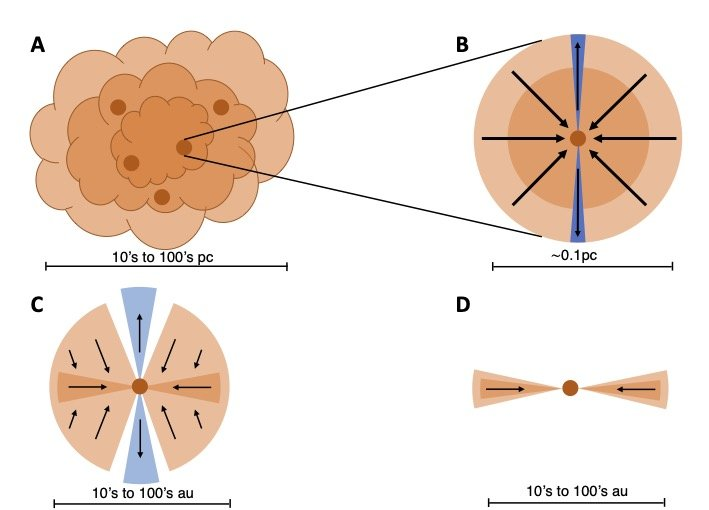 A
B
10's to 100's pc
~0.1pc
C
D
10's to 100's au
10's to 100's au